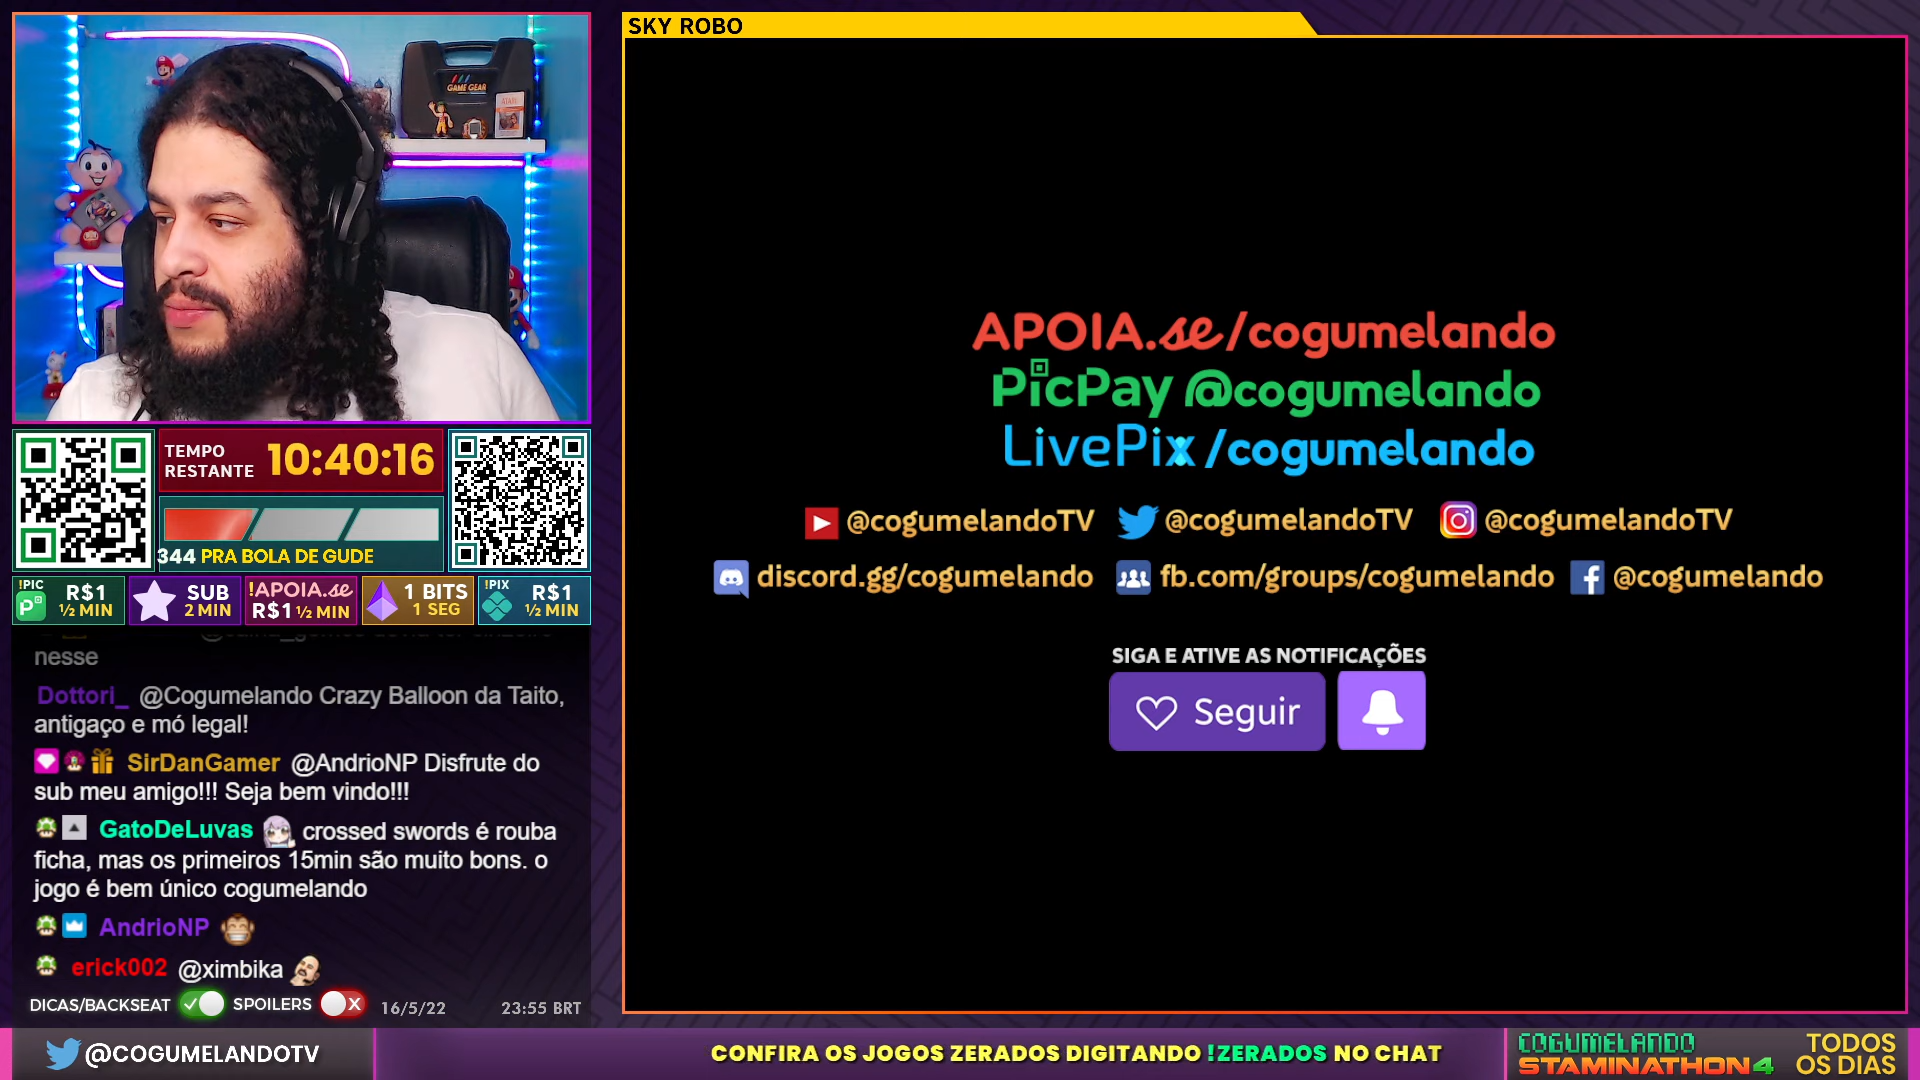 SKY ROBO
GAME GEAR
ATARI
APOIA.se/cogumelando
PicPay @cogumelando
LivePix /cogumelando
@cogumelandoTV @cogumelandoTV @cogumelandoTV
discord.gg/cogumelando fb.com/groups/cogumelando @cogumelando
SIGA E ATIVE AS NOTIFICAÇÕES
Seguir
TEMPO
RESTANTE
10:40:16
344 PRA BOLA DE GUDE
!PIC R$1
½ MIN
SUB
2 MIN
!APOIA.se
R$1 ½ MIN
1 BITS
1 SEG
!PIX R$1
½ MIN
nesse
Dottori_ @Cogumelando Crazy Balloon da Taito,
antigaço e mó legal!
SirDanGamer @AndrioNP Disfrute do
sub meu amigo!!! Seja bem vindo!!!
GatoDeLuvas crossed swords é rouba
ficha, mas os primeiros 15min são muito bons. o
jogo é bem único cogumelando
AndrioNP
erick002 @ximbika
DICAS/BACKSEAT SPOILERS X 16/5/22 23:55 BRT
@COGUMELANDOTV
CONFIRA OS JOGOS ZERADOS DIGITANDO !ZERADOS NO CHAT
COGUMELANDO
STAMINATHON 4
TODOS
OS DIAS